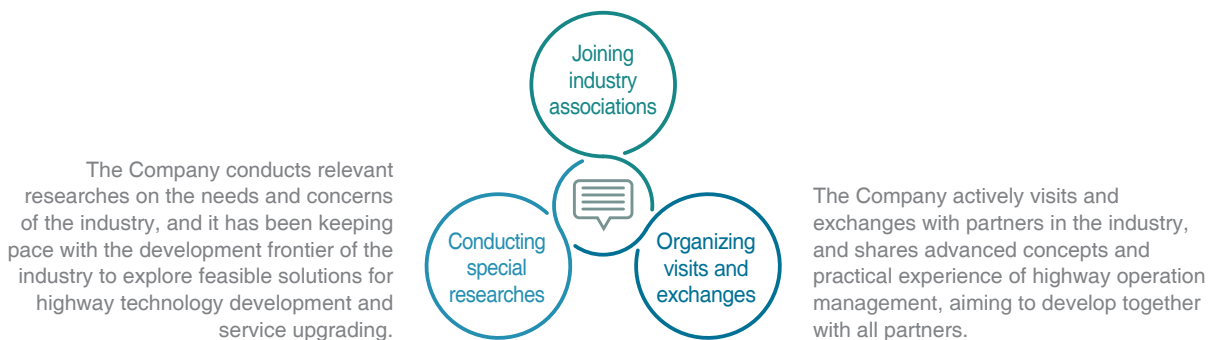 Joining
industry
associations
The Company conducts relevant
researches on the needs and concerns
of the industry, and it has been keeping
pace with the development frontier of the
industry to explore feasible solutions for
highway technology development and
service upgrading.
Conducting
special
researches
Organizing
visits and
exchanges
The Company actively visits and
exchanges with partners in the industry,
and shares advanced concepts and
practical experience of highway operation
management, aiming to develop together
with all partners.